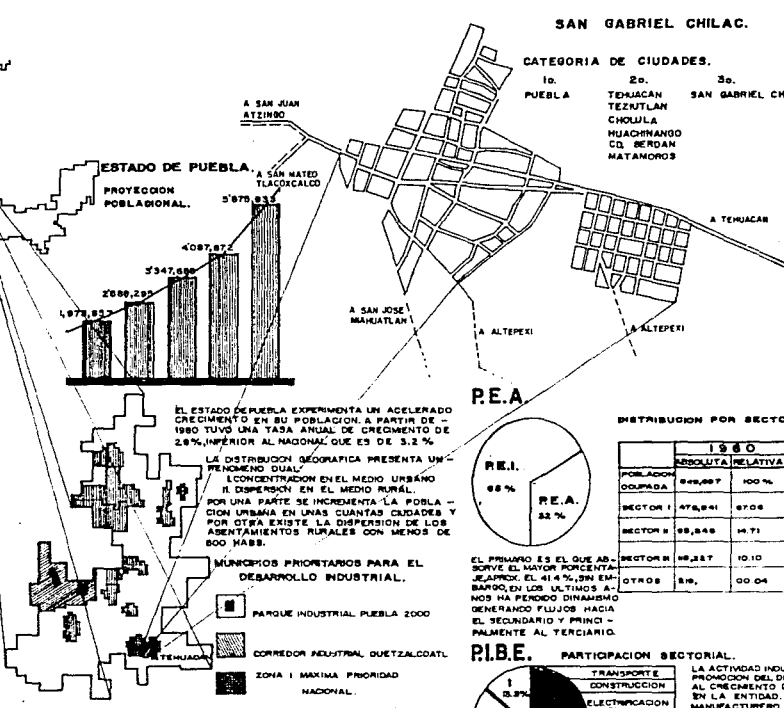 SAN GABRIEL CHILAC.
CATEGORIA DE CIUDADES.
1o. 2o. 3o.
PUEBLA TEHUACAN SAN GABRIEL CH
TEZIUTLAN
CHOLULA
HUACHINANGO
CD. SERDAN
MATAMOROS
A SAN JUAN
ATZINGO
A SAN MATEO
TLACOXCALCO
A TEHUACAN
A SAN JOSE
MIAHUATLAN
A ALTEPEXI
A ALTEPEXI
ESTADO DE PUEBLA.
PROYECCION
POBLACIONAL.
5'875,833
4'087,872
3'347,685
2'688,295
1,973,837
EL ESTADO DE PUEBLA EXPERIMENTA UN ACELERADO
CRECIMIENTO EN SU POBLACION. A PARTIR DE -
1980 TUVO UNA TASA ANUAL DE CRECIMIENTO DE
2.8%, INFERIOR AL NACIONAL QUE ES DE 3.2 %
LA DISTRIBUCION GEOGRAFICA PRESENTA UN -
FENOMENO DUAL
I. CONCENTRACION EN EL MEDIO URBANO
II. DISPERSION EN EL MEDIO RURAL.
POR UNA PARTE SE INCREMENTA LA POBLA -
CION URBANA EN UNAS CUANTAS CIUDADES Y
POR OTRA EXISTE LA DISPERSION DE LOS
ASENTAMIENTOS RURALES CON MENOS DE
500 HABS.
MUNICIPIOS PRIORITARIOS PARA EL
DESARROLLO INDUSTRIAL.
PARQUE INDUSTRIAL PUEBLA 2000
CORREDOR INDUSTRIAL QUETZALCOATL
ZONA I MAXIMA PRIORIDAD
NACIONAL.
TEHUACAN
P.E.A.
P.E.I.
68 %
P.E.A.
32 %
EL PRIMARIO ES EL QUE AB-
SORVE EL MAYOR PORCENTA-
JE, APROX. EL 41.4 %, SIN EM-
BARGO, EN LOS ULTIMOS A-
ÑOS HA PERDIDO DINAMISMO
GENERANDO FLUJOS HACIA
EL SECUNDARIO Y PRINCI -
PALMENTE AL TERCIARIO.
DISTRIBUCION POR SECTO
1960
ABSOLUTA RELATIVA
POBLACION
OCUPADA 100 %
SECTOR I 67.06
SECTOR II 14.71
SECTOR III 10.10
OTROS 218, 00.04
P.I.B.E. PARTICIPACION SECTORIAL.
I
TRANSPORTE
CONSTRUCCION
ELECTRIFICACION
LA ACTIVIDAD INDU
PROMOCION DEL D
AL CRECIMIENTO
EN LA ENTIDAD.
MANUFACTURERO